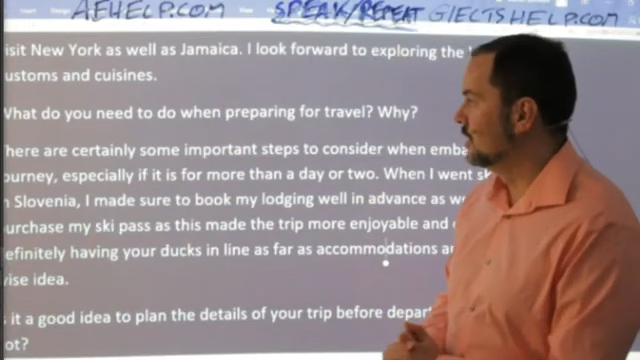 AEHELP.COM SPEAK/REPEAT GIELTSHELP.COM
isit New York as well as Jamaica. I look forward to exploring the
ustoms and cuisines.
What do you need to do when preparing for travel? Why?
here are certainly some important steps to consider when emba
ourney, especially if it is for more than a day or two. When I went sk
n Slovenia, I made sure to book my lodging well in advance as we
urchase my ski pass as this made the trip more enjoyable and
efinitely having your ducks in line as far as accommodations a
ise idea.
it a good idea to plan the details of your trip before depar
ot?